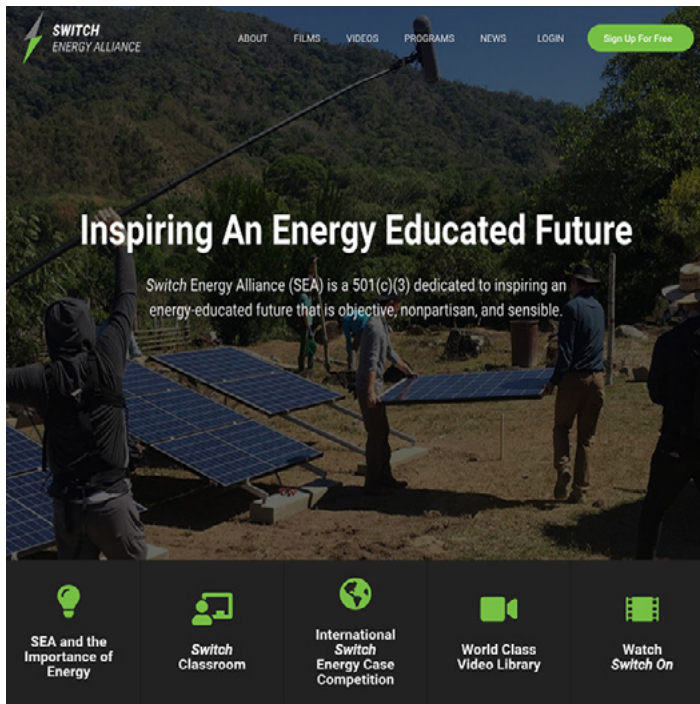 SWITCH
ENERGY ALLIANCE
ABOUT FILMS VIDEOS PROGRAMS NEWS LOGIN Sign Up For Free
Inspiring An Energy Educated Future
Switch Energy Alliance (SEA) is a 501(c)(3) dedicated to inspiring an
energy-educated future that is objective, nonpartisan, and sensible.
SEA and the
Importance of
Energy
Switch
Classroom
International
Switch
Energy Case
Competition
World Class
Video Library
Watch
Switch On